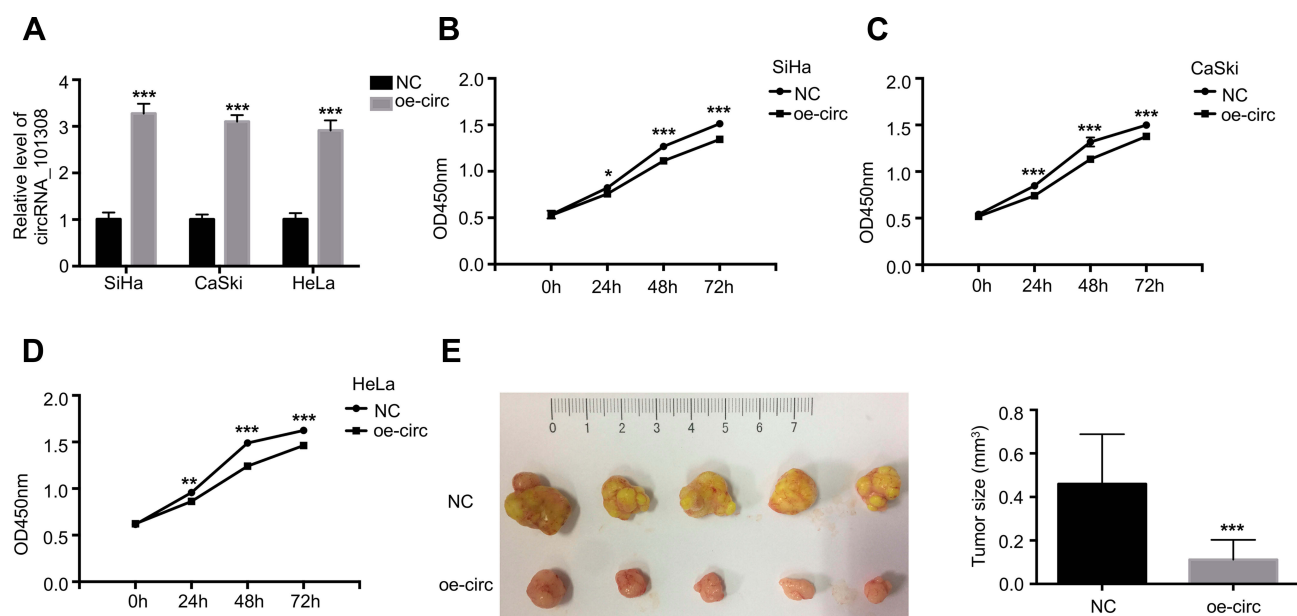 A
Relative level of
circRNA_101308
4
3
2
1
0
***
***
***
SiHa
CaSki
HeLa
NC
oe-circ
B
OD450nm
2.0
1.5
1.0
0.5
0.0
*
***
***
0h
24h
48h
72h
SiHa
NC
oe-circ
C
OD450nm
2.0
1.5
1.0
0.5
0.0
***
***
***
0h
24h
48h
72h
CaSki
NC
oe-circ
D
OD450nm
2.0
1.5
1.0
0.5
0.0
**
***
***
0h
24h
48h
72h
HeLa
NC
oe-circ
E
0 1 2 3 4 5 6 7
NC
oe-circ
Tumor size (mm³)
0.8
0.6
0.4
0.2
0.0
***
NC
oe-circ